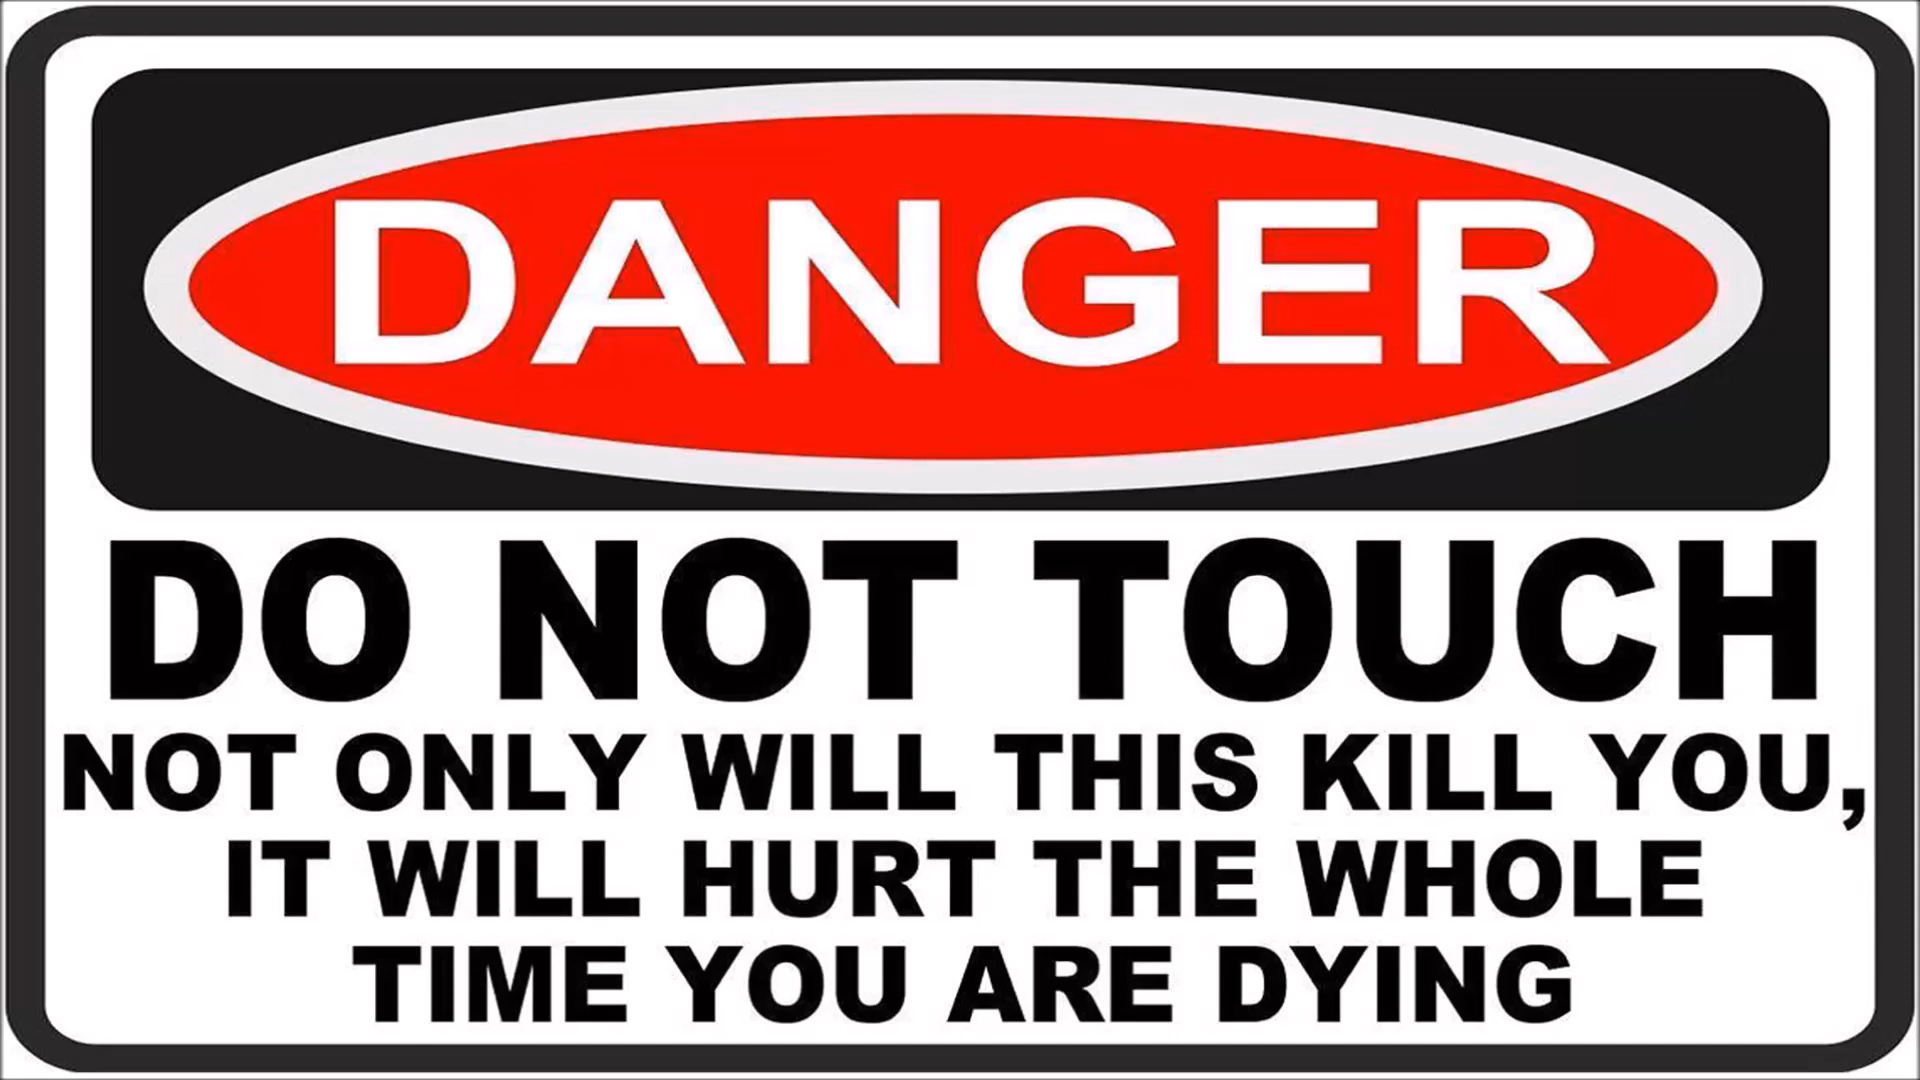 DANGER
DO NOT TOUCH
NOT ONLY WILL THIS KILL YOU,
IT WILL HURT THE WHOLE
TIME YOU ARE DYING